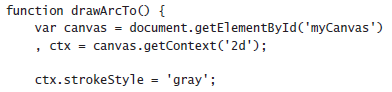 function drawArcTo() {
    var canvas = document.getElementById('myCanvas')
    , ctx = canvas.getContext('2d');

    ctx.strokeStyle = 'gray';